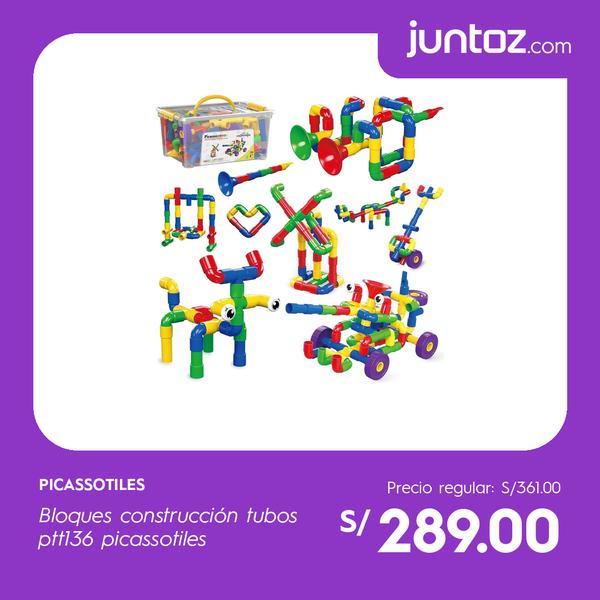 juntoz.com
PICASSOTILES
Bloques construcción tubos
ptt136 picassotiles
Precio regular: S/361.00
S/ 289.00